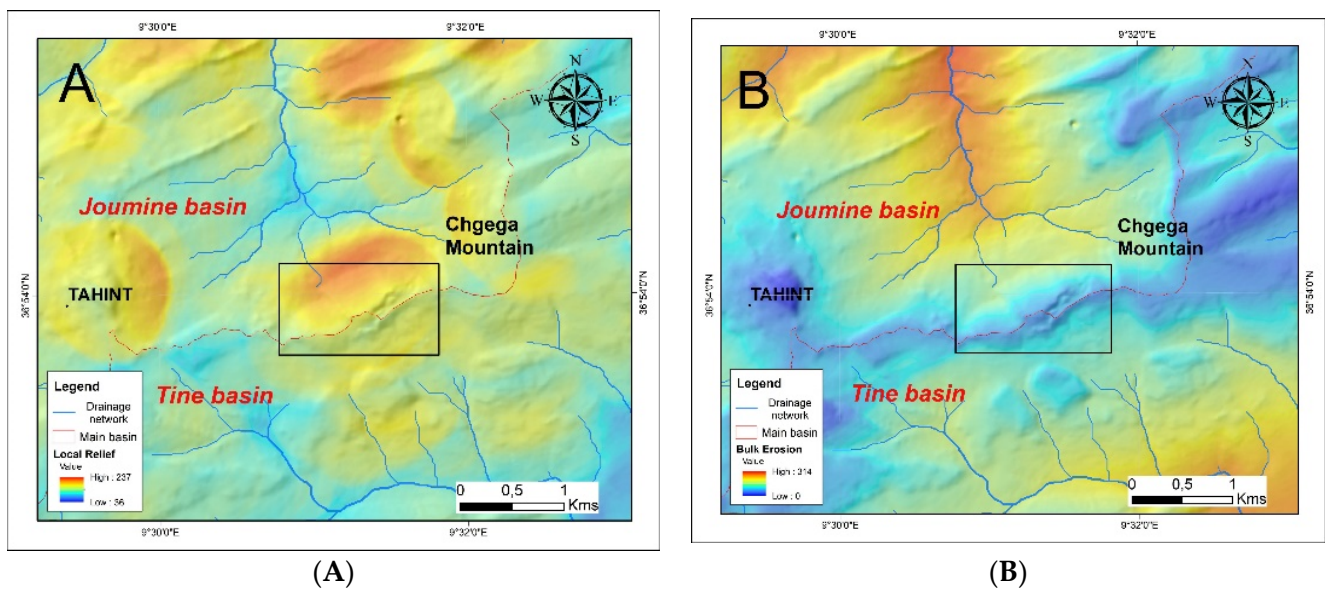 9°30'0"E
9°32'0"E
A
N
W
E
S
Joumine basin
Chgega
Mountain
TAHINT
36°54'0"N
36°54'0"N
Tine basin
Legend
Drainage
network
Main basin
Local Relief
Value
High : 237
Low : 36
0 0,5 1
Kms
9°30'0"E
9°32'0"E
(A)
9°30'0"E
9°32'0"E
B
N
W
E
S
Joumine basin
Chgega
Mountain
TAHINT
36°54'0"N
36°54'0"N
Tine basin
Legend
Drainage
network
Main basin
Bulk Erosion
Value
High : 214
Low : 0
0 0,5 1
Kms
9°30'0"E
9°32'0"E
(B)